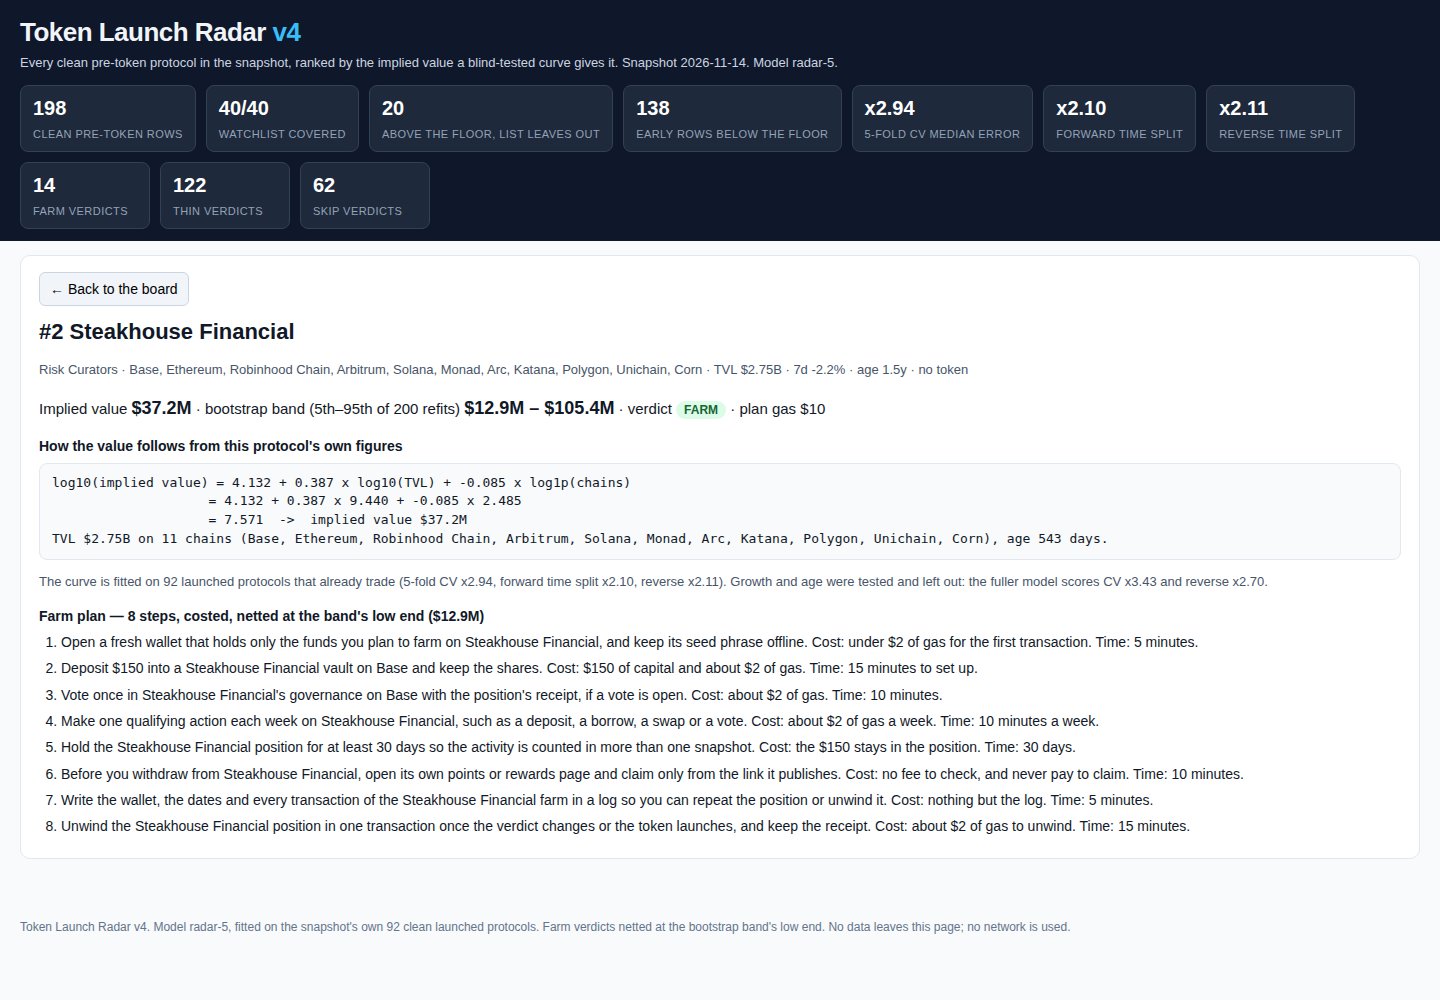 Token Launch Radar v4
Every clean pre-token protocol in the snapshot, ranked by the implied value a blind-tested curve gives it. Snapshot 2026-11-14. Model radar-5.
198
CLEAN PRE-TOKEN ROWS
40/40
WATCHLIST COVERED
20
ABOVE THE FLOOR, LIST LEAVES OUT
138
EARLY ROWS BELOW THE FLOOR
x2.94
5-FOLD CV MEDIAN ERROR
x2.10
FORWARD TIME SPLIT
x2.11
REVERSE TIME SPLIT
14
FARM VERDICTS
122
THIN VERDICTS
62
SKIP VERDICTS
← Back to the board
#2 Steakhouse Financial
Risk Curators · Base, Ethereum, Robinhood Chain, Arbitrum, Solana, Monad, Arc, Katana, Polygon, Unichain, Corn · TVL $2.75B · 7d -2.2% · age 1.5y · no token
Implied value $37.2M · bootstrap band (5th–95th of 200 refits) $12.9M – $105.4M · verdict FARM · plan gas $10
How the value follows from this protocol's own figures
log10(implied value) = 4.132 + 0.387 x log10(TVL) + -0.085 x log1p(chains)
= 4.132 + 0.387 x 9.440 + -0.085 x 2.485
= 7.571 -> implied value $37.2M
TVL $2.75B on 11 chains (Base, Ethereum, Robinhood Chain, Arbitrum, Solana, Monad, Arc, Katana, Polygon, Unichain, Corn), age 543 days.
The curve is fitted on 92 launched protocols that already trade (5-fold CV x2.94, forward time split x2.10, reverse x2.11). Growth and age were tested and left out: the fuller model scores CV x3.43 and reverse x2.70.
Farm plan — 8 steps, costed, netted at the band's low end ($12.9M)
1. Open a fresh wallet that holds only the funds you plan to farm on Steakhouse Financial, and keep its seed phrase offline. Cost: under $2 of gas for the first transaction. Time: 5 minutes.
2. Deposit $150 into a Steakhouse Financial vault on Base and keep the shares. Cost: $150 of capital and about $2 of gas. Time: 15 minutes to set up.
3. Vote once in Steakhouse Financial's governance on Base with the position's receipt, if a vote is open. Cost: about $2 of gas. Time: 10 minutes.
4. Make one qualifying action each week on Steakhouse Financial, such as a deposit, a borrow, a swap or a vote. Cost: about $2 of gas a week. Time: 10 minutes a week.
5. Hold the Steakhouse Financial position for at least 30 days so the activity is counted in more than one snapshot. Cost: the $150 stays in the position. Time: 30 days.
6. Before you withdraw from Steakhouse Financial, open its own points or rewards page and claim only from the link it publishes. Cost: no fee to check, and never pay to claim. Time: 10 minutes.
7. Write the wallet, the dates and every transaction of the Steakhouse Financial farm in a log so you can repeat the position or unwind it. Cost: nothing but the log. Time: 5 minutes.
8. Unwind the Steakhouse Financial position in one transaction once the verdict changes or the token launches, and keep the receipt. Cost: about $2 of gas to unwind. Time: 15 minutes.
Token Launch Radar v4. Model radar-5, fitted on the snapshot's own 92 clean launched protocols. Farm verdicts netted at the bootstrap band's low end. No data leaves this page; no network is used.